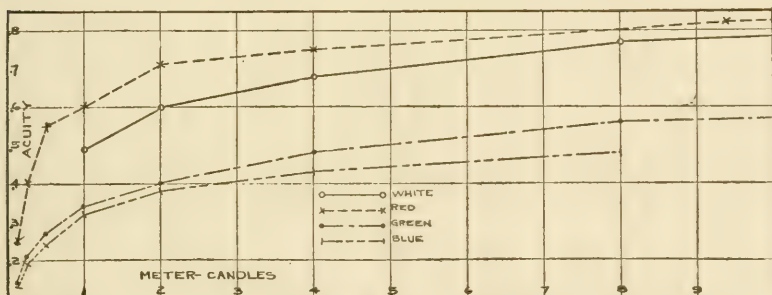 .8
.7
.6
.5
.4
.3
.2
ACUITY
WHITE
RED
GREEN
BLUE
METER-CANDLES
1 2 3 4 5 6 7 8 9